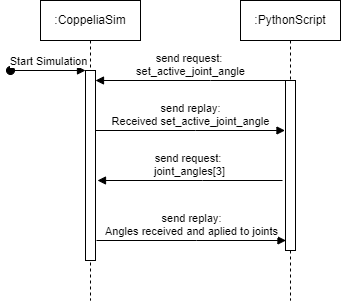 :CoppeliaSim
:PythonScript
Start Simulation
send request:
set_active_joint_angle
send replay:
Received set_active_joint_angle
send request:
joint_angles[3]
send replay:
Angles received and aplied to joints